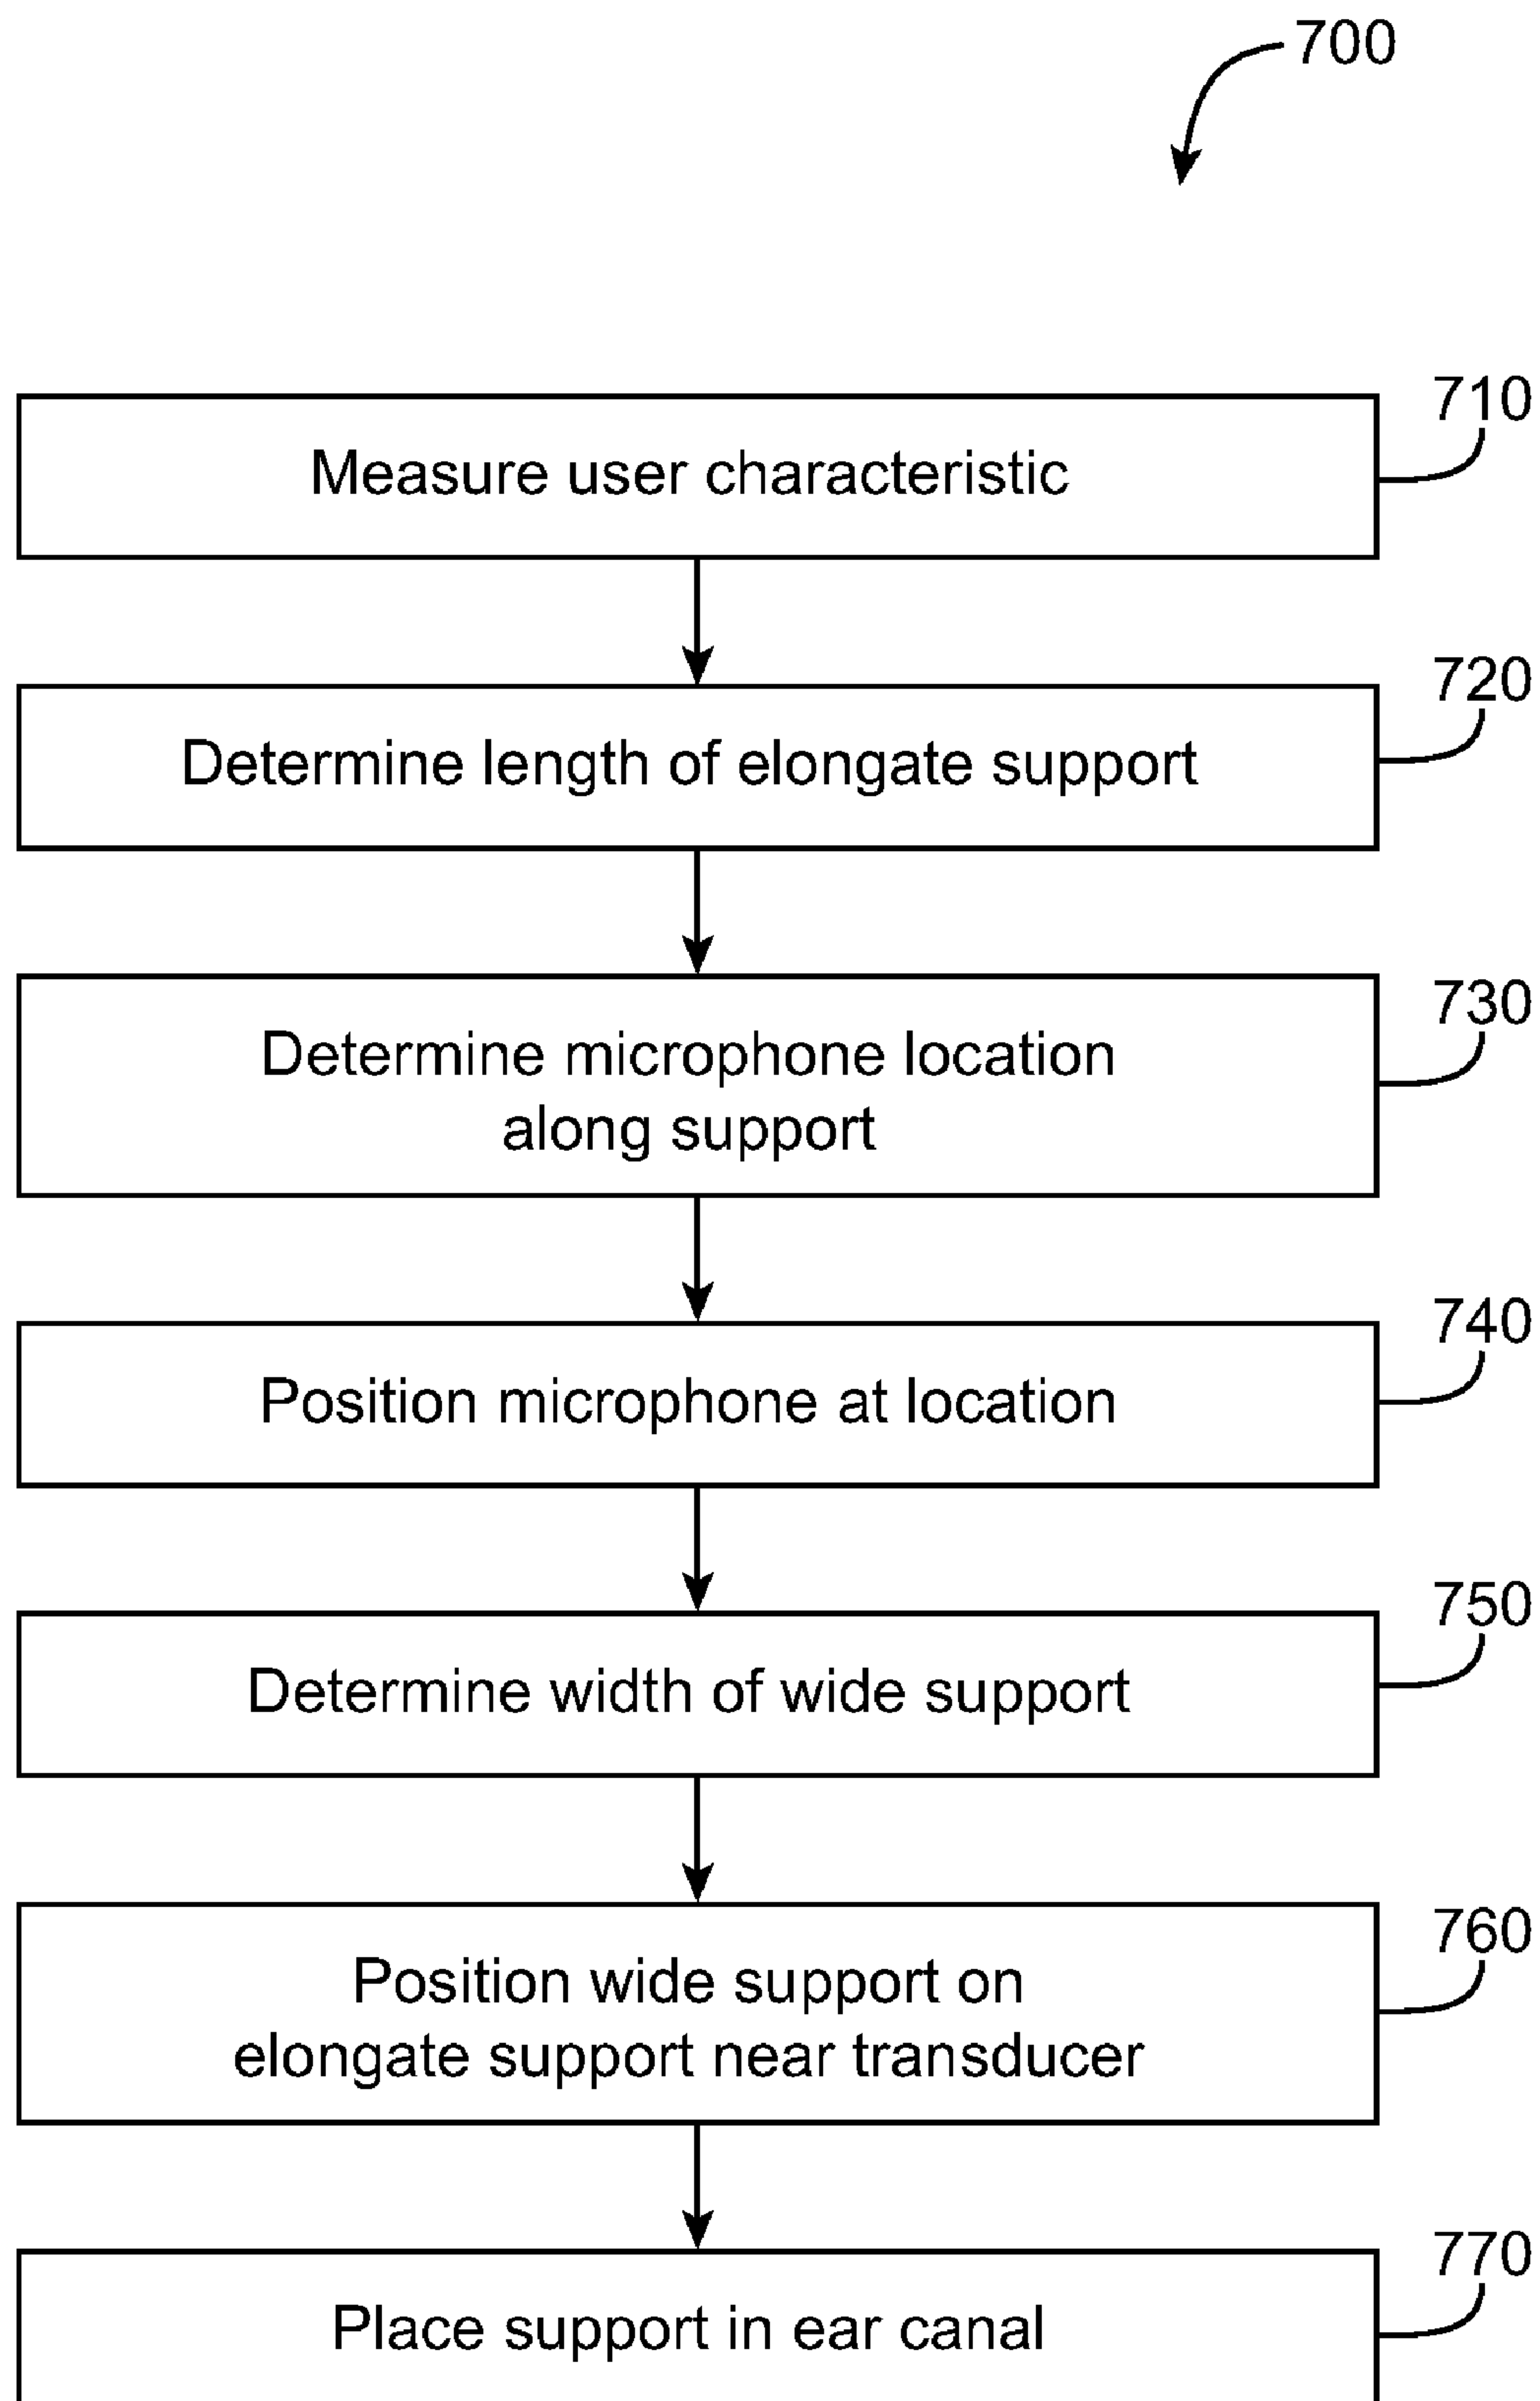 700
710
Measure user characteristic
720
Determine length of elongate support
730
Determine microphone location
along support
740
Position microphone at location
750
Determine width of wide support
760
Position wide support on
elongate support near transducer
770
Place support in ear canal